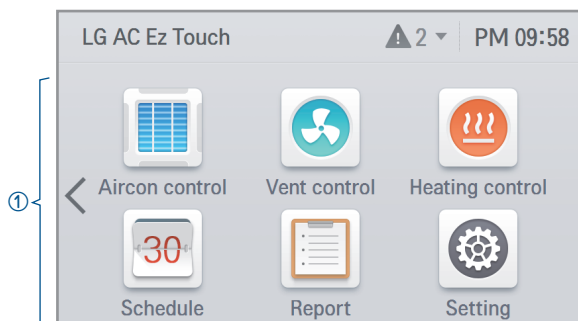 LG AC Ez Touch 2 PM 09:58
①
Aircon control Vent control Heating control
30
Schedule Report Setting